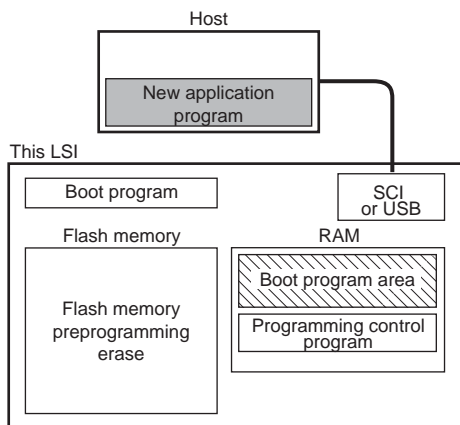 Host
New application
program
This LSI
Boot program
SCI
or USB
Flash memory
RAM
Flash memory
preprogramming
erase
Boot program area
Programming control
program